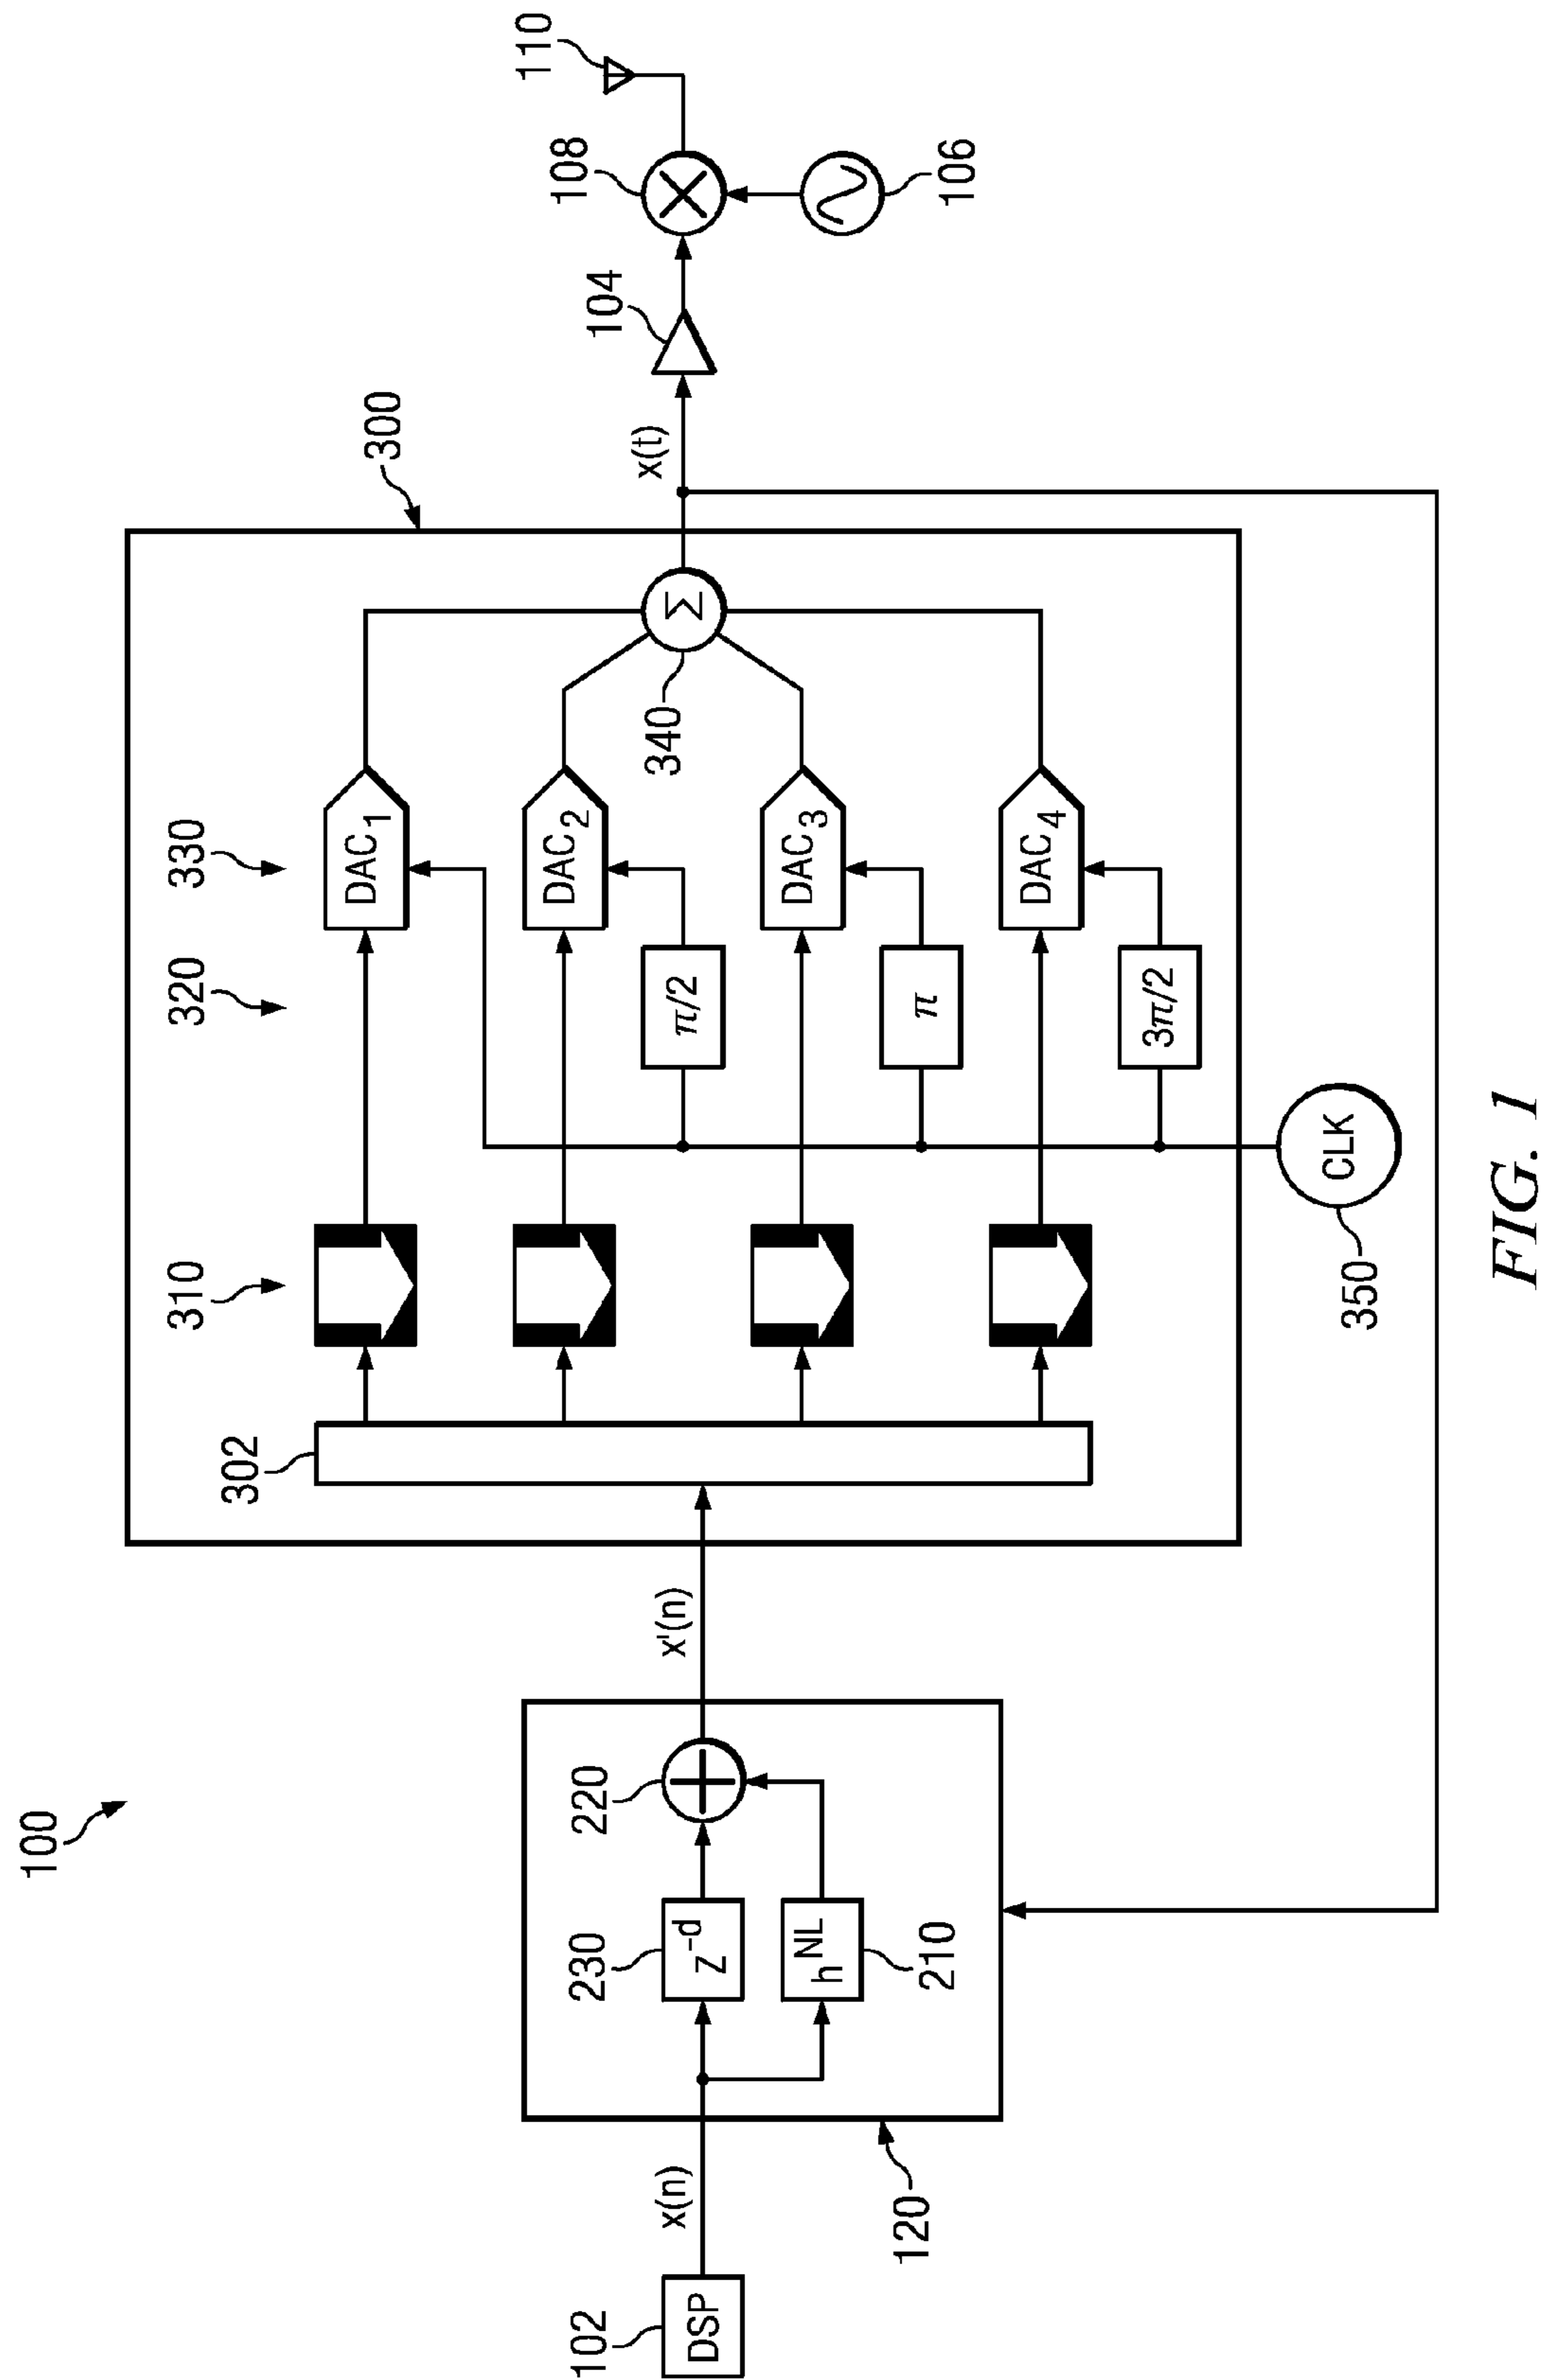 100
102
DSP
x(n)
120
230
z-d
hNL
210
220
x'(n)
300
302
310
320
330
DAC1
DAC2
π/2
DAC3
π
DAC4
3π/2
CLK
350
Σ
340
x(t)
104
108
106
110
FIG. 1